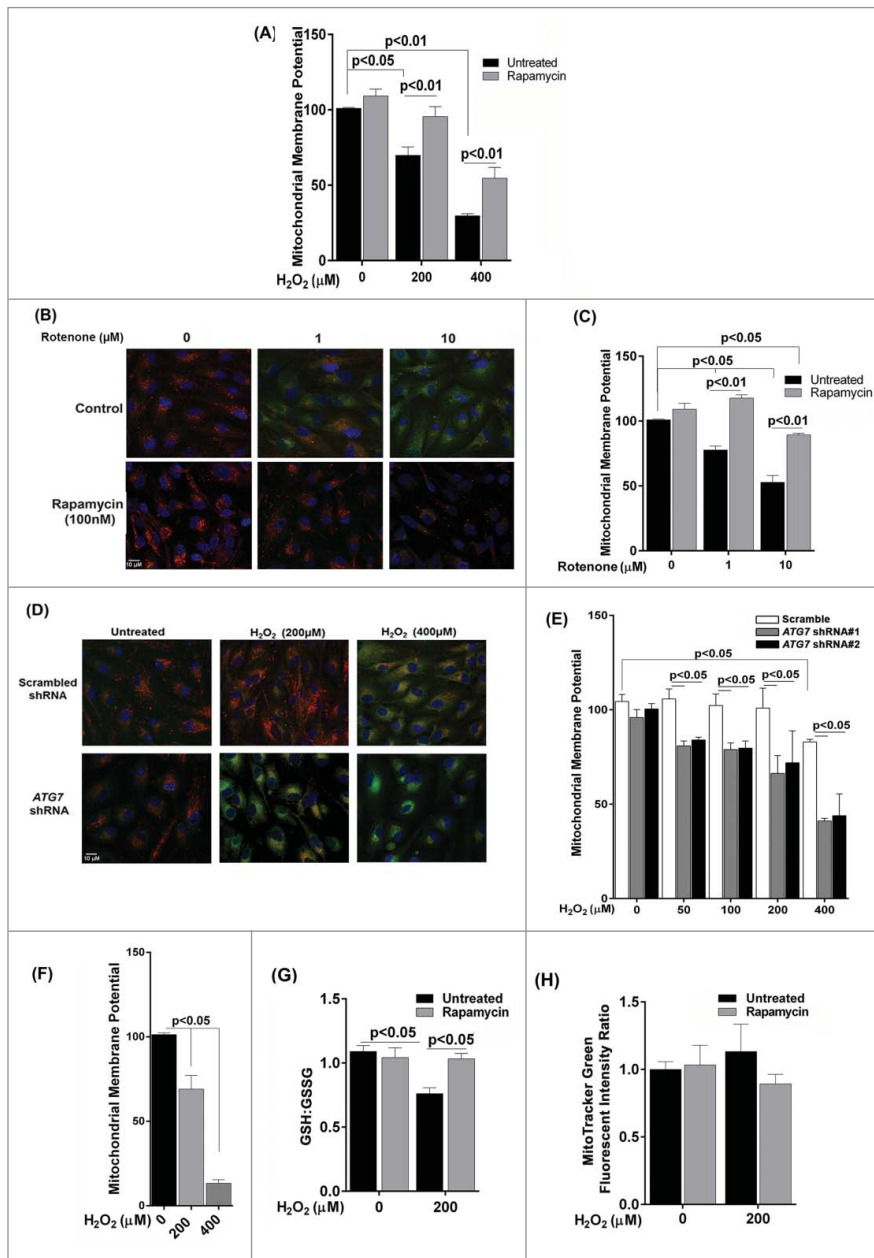 (A)
p<0.01
p<0.05
p<0.01
p<0.01
Untreated
Rapamycin
Mitochondrial Membrane Potential
150
100
50
0
H₂O₂ (μM)
0 200 400
(B)
Rotenone (μM) 0 1 10
Control
Rapamycin
(100nM)
10 μM
(C)
p<0.05
p<0.05
p<0.01
p<0.01
Untreated
Rapamycin
Mitochondrial Membrane Potential
150
100
50
0
Rotenone (μM) 0 1 10
(D)
Untreated H₂O₂ (200μM) H₂O₂ (400μM)
Scrambled
shRNA
ATG7
shRNA
10 μM
(E)
Scramble
ATG7 shRNA#1
ATG7 shRNA#2
p<0.05
p<0.05 p<0.05 p<0.05
p<0.05
Mitochondrial Membrane Potential
150
100
50
0
H₂O₂ (μM) 0 50 100 200 400
(F)
p<0.05
Mitochondrial Membrane Potential
150
100
50
0
H₂O₂ (μM) 0 200 400
(G)
Untreated
Rapamycin
p<0.05 p<0.05
GSH:GSSG
1.5
1.0
0.5
0.0
H₂O₂ (μM) 0 200
(H)
Untreated
Rapamycin
MitoTracker Green
Fluorescent Intensity Ratio
1.5
1.0
0.5
0.0
H₂O₂ (μM) 0 200